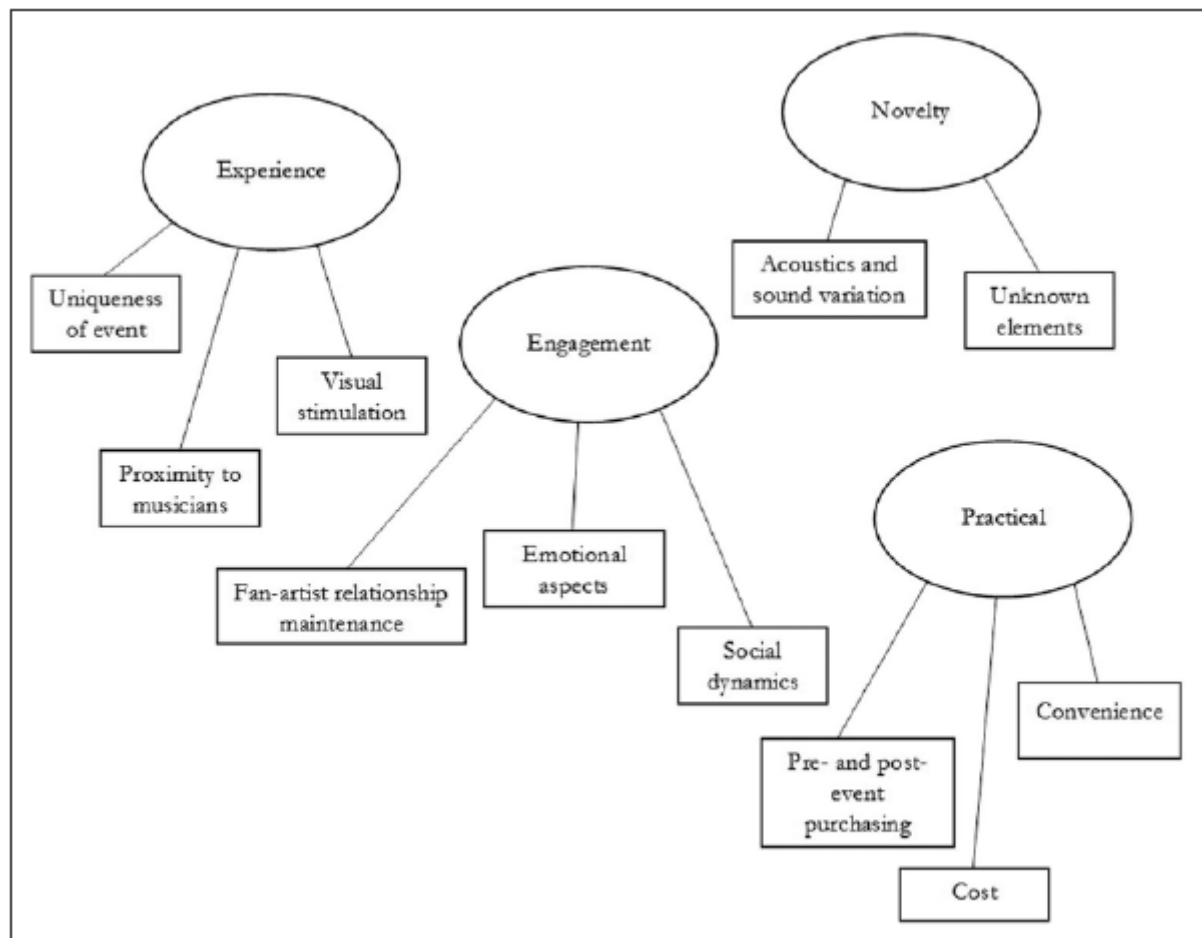 Experience
Uniqueness
of event
Proximity to
musicians
Visual
stimulation
Engagement
Fan-artist relationship
maintenance
Emotional
aspects
Social
dynamics
Novelty
Acoustics and
sound variation
Unknown
elements
Practical
Pre- and post-
event
purchasing
Cost
Convenience